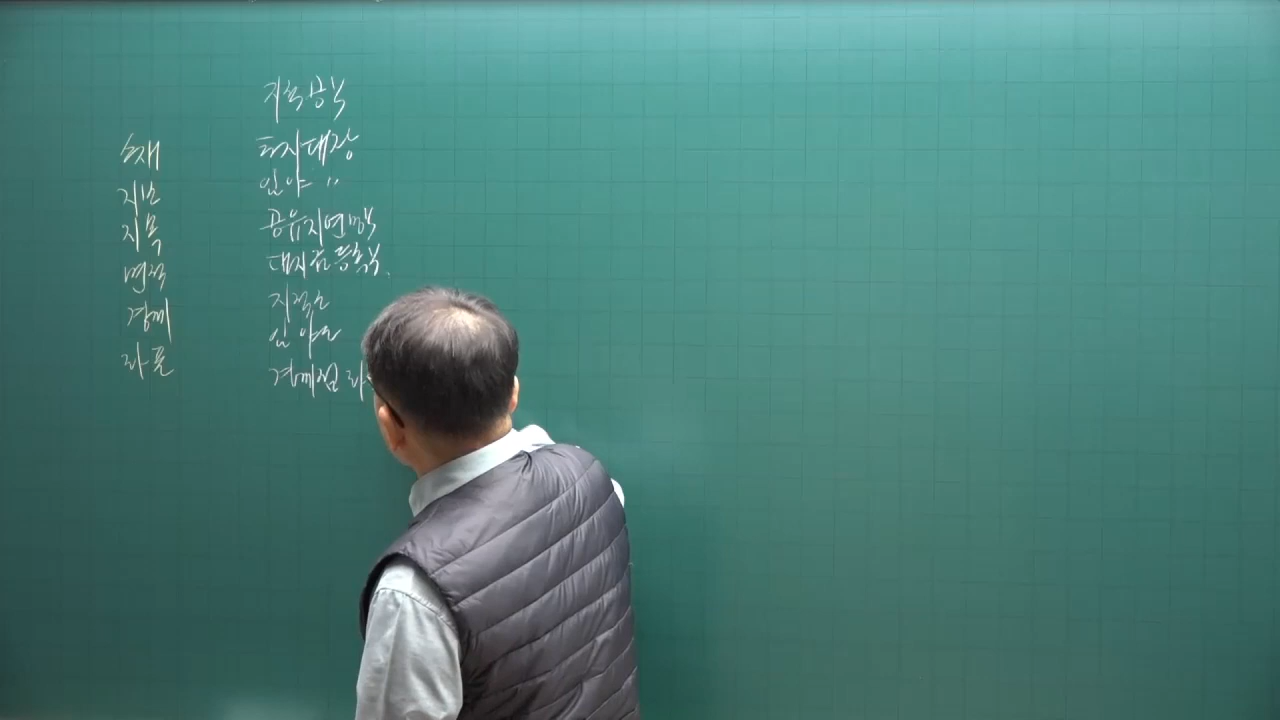 소재
지번
지목
면적
경계
좌표
지적공부
토지대장
임야 "
공유지연명부
대지권등록부
지적도
임야도
경계점 좌